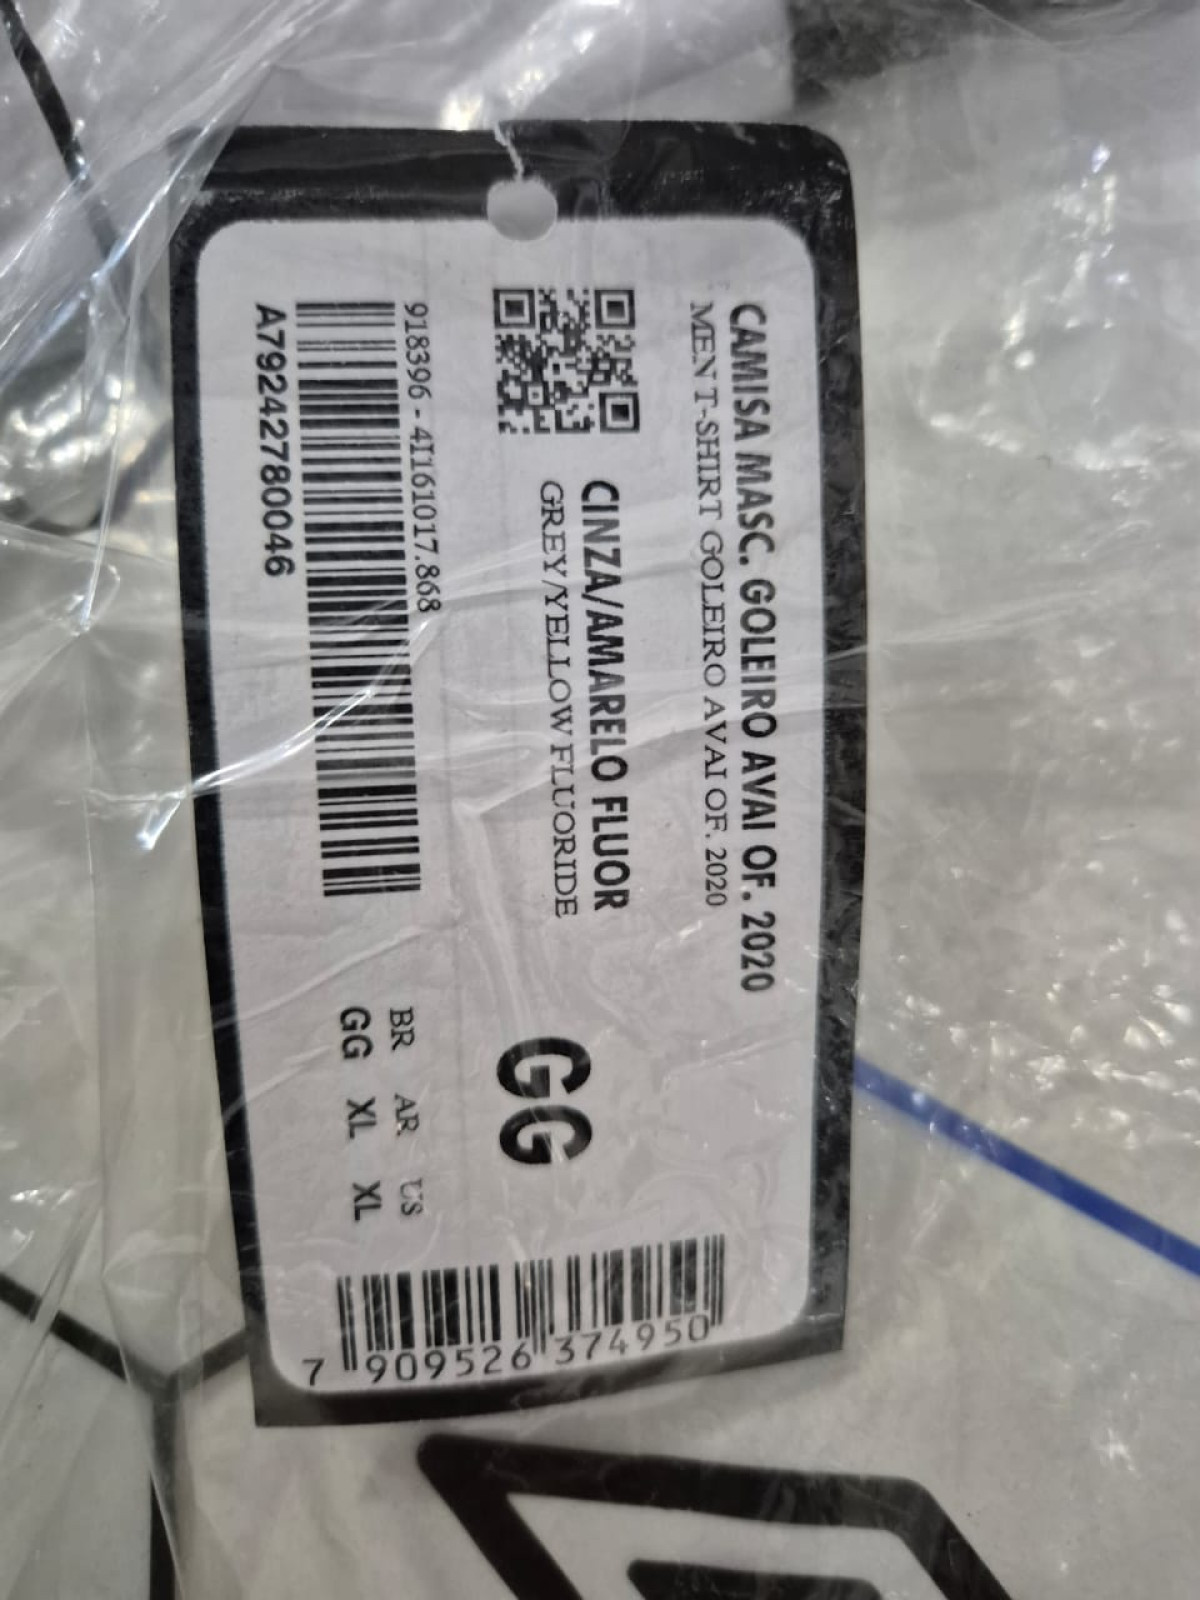 CAMISA MASC. GOLEIRO AVAI OF. 2020
MEN T-SHIRT GOLEIRO AVAI OF. 2020
CINZA/AMARELO FLUOR
GREY/YELLOW FLUORIDE
GG
918396 - 4I161017.868
A79242780046
BR AR US
GG XL XL
7 909526 374950